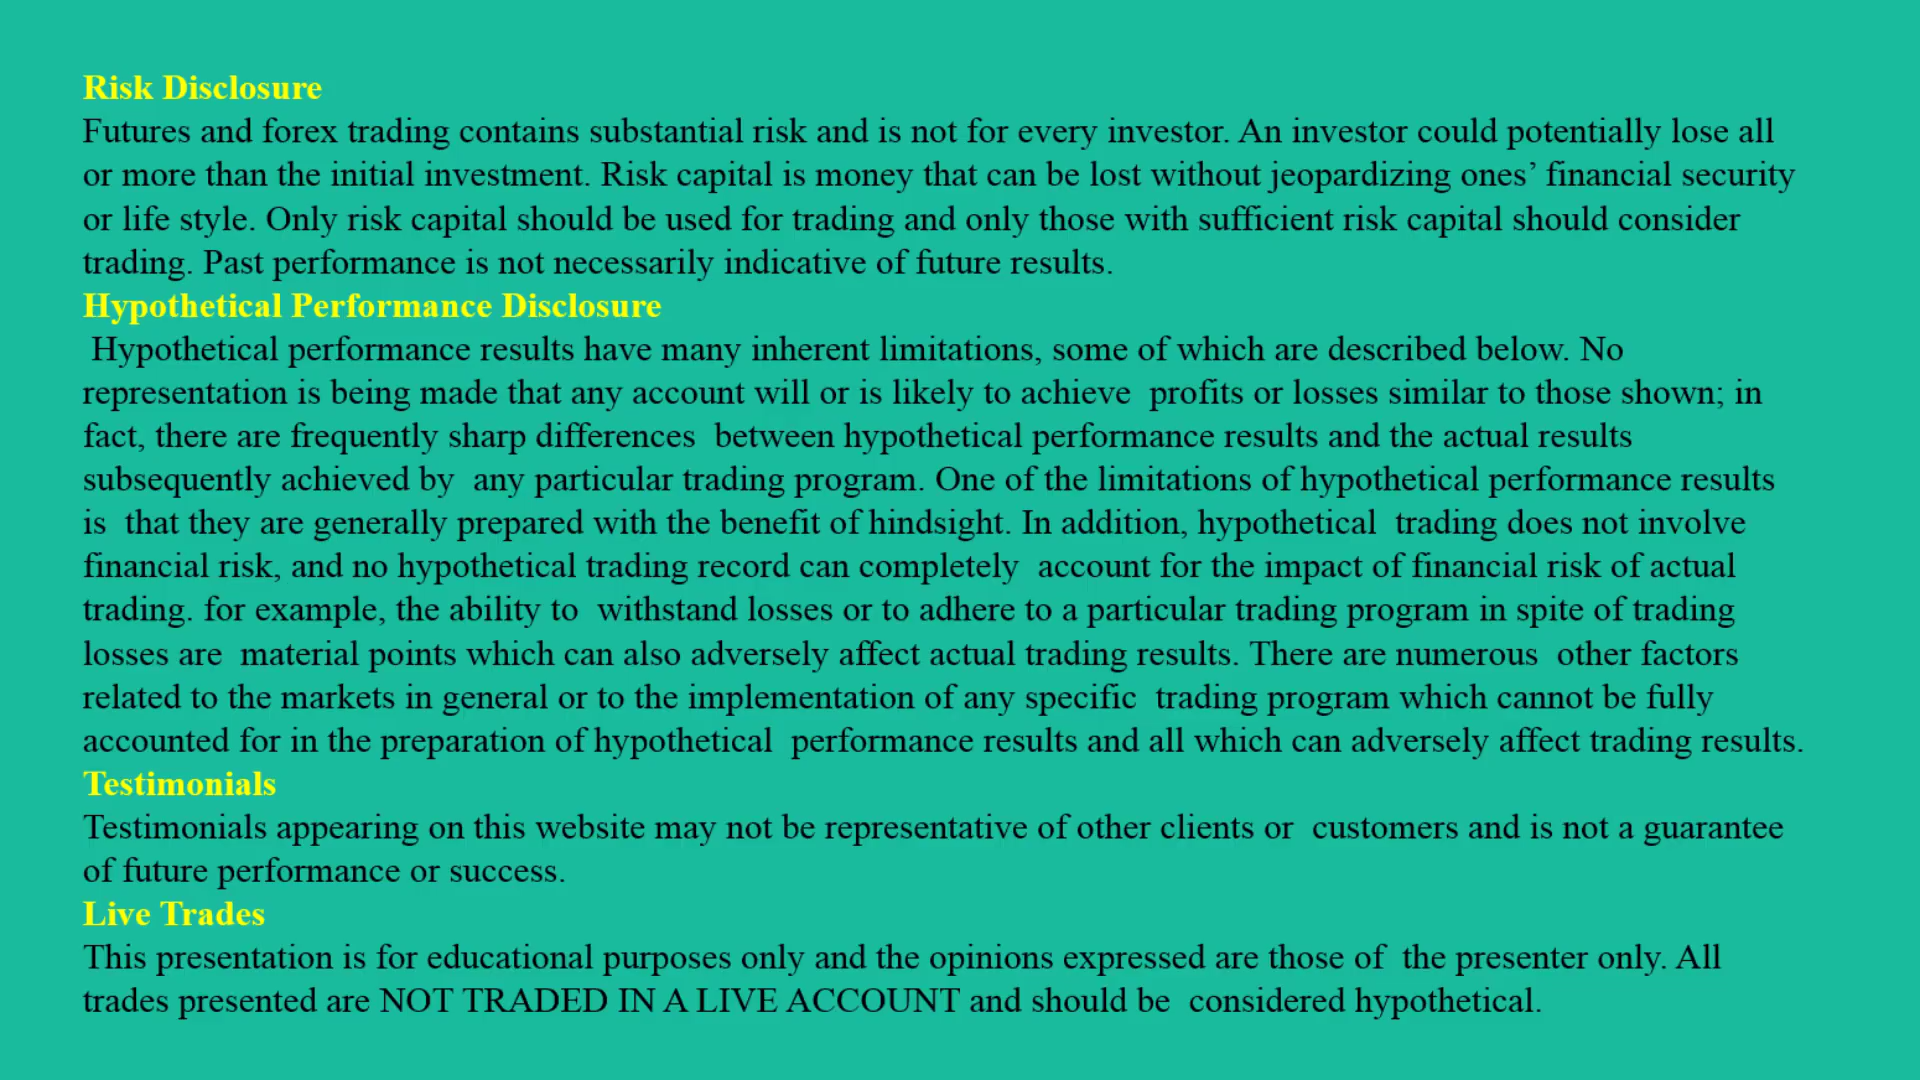 Risk Disclosure
Futures and forex trading contains substantial risk and is not for every investor. An investor could potentially lose all
or more than the initial investment. Risk capital is money that can be lost without jeopardizing ones’ financial security
or life style. Only risk capital should be used for trading and only those with sufficient risk capital should consider
trading. Past performance is not necessarily indicative of future results.
Hypothetical Performance Disclosure
Hypothetical performance results have many inherent limitations, some of which are described below. No
representation is being made that any account will or is likely to achieve  profits or losses similar to those shown; in
fact, there are frequently sharp differences  between hypothetical performance results and the actual results
subsequently achieved by  any particular trading program. One of the limitations of hypothetical performance results
is  that they are generally prepared with the benefit of hindsight. In addition, hypothetical  trading does not involve
financial risk, and no hypothetical trading record can completely  account for the impact of financial risk of actual
trading. for example, the ability to  withstand losses or to adhere to a particular trading program in spite of trading
losses are  material points which can also adversely affect actual trading results. There are numerous  other factors
related to the markets in general or to the implementation of any specific  trading program which cannot be fully
accounted for in the preparation of hypothetical  performance results and all which can adversely affect trading results.
Testimonials
Testimonials appearing on this website may not be representative of other clients or  customers and is not a guarantee
of future performance or success.
Live Trades
This presentation is for educational purposes only and the opinions expressed are those of  the presenter only. All
trades presented are NOT TRADED IN A LIVE ACCOUNT and should be  considered hypothetical.